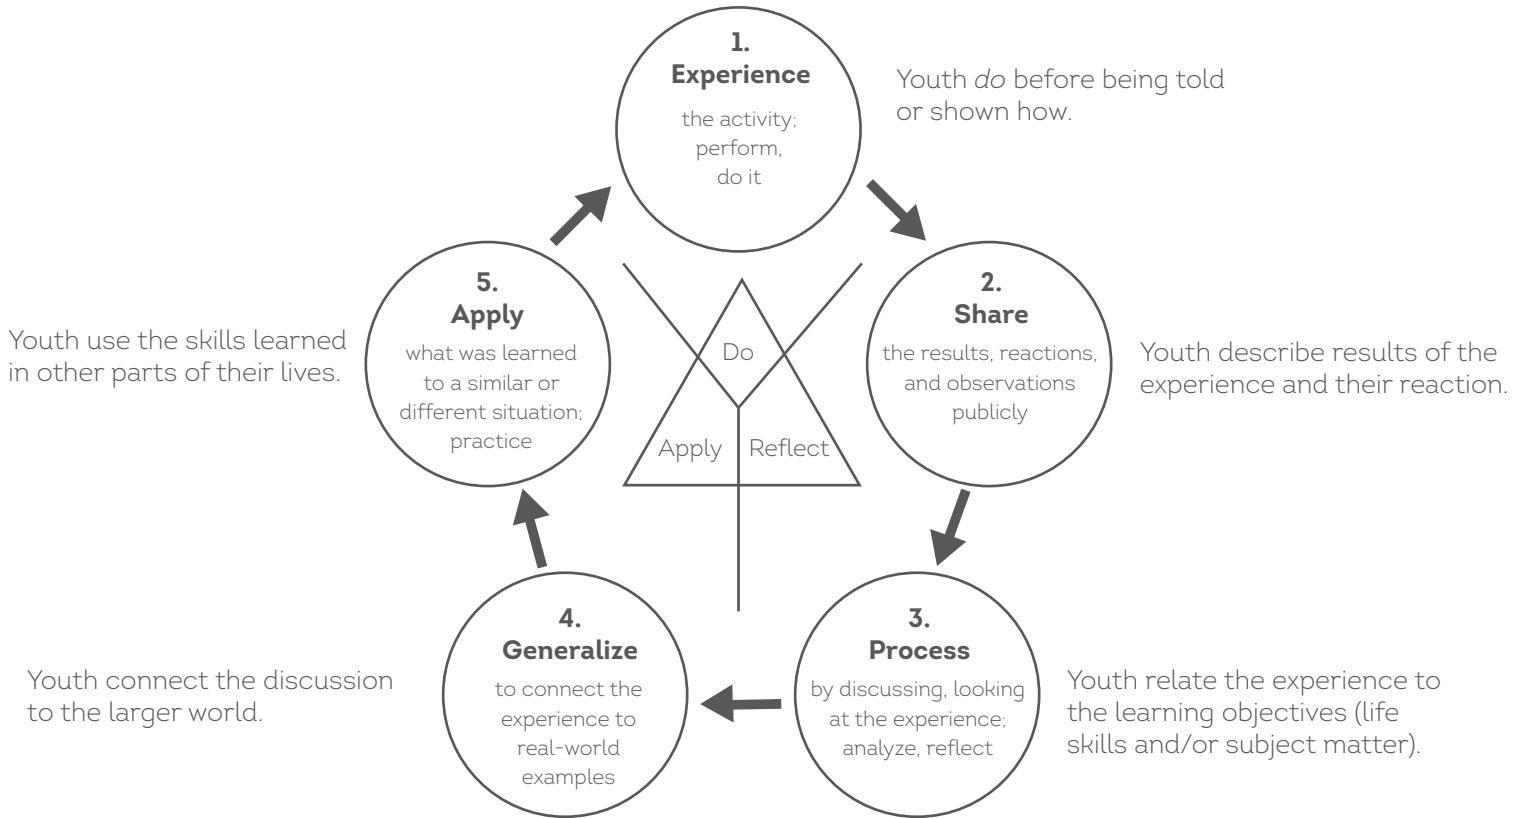 1.
Experience
the activity;
perform,
do it
Youth do before being told
or shown how.
2.
Share
the results, reactions,
and observations
publicly
Youth describe results of the
experience and their reaction.
3.
Process
by discussing, looking
at the experience;
analyze, reflect
Youth relate the experience to
the learning objectives (life
skills and/or subject matter).
4.
Generalize
to connect the
experience to
real-world
examples
Youth connect the discussion
to the larger world.
5.
Apply
what was learned
to a similar or
different situation;
practice
Youth use the skills learned
in other parts of their lives.
Do
Apply
Reflect